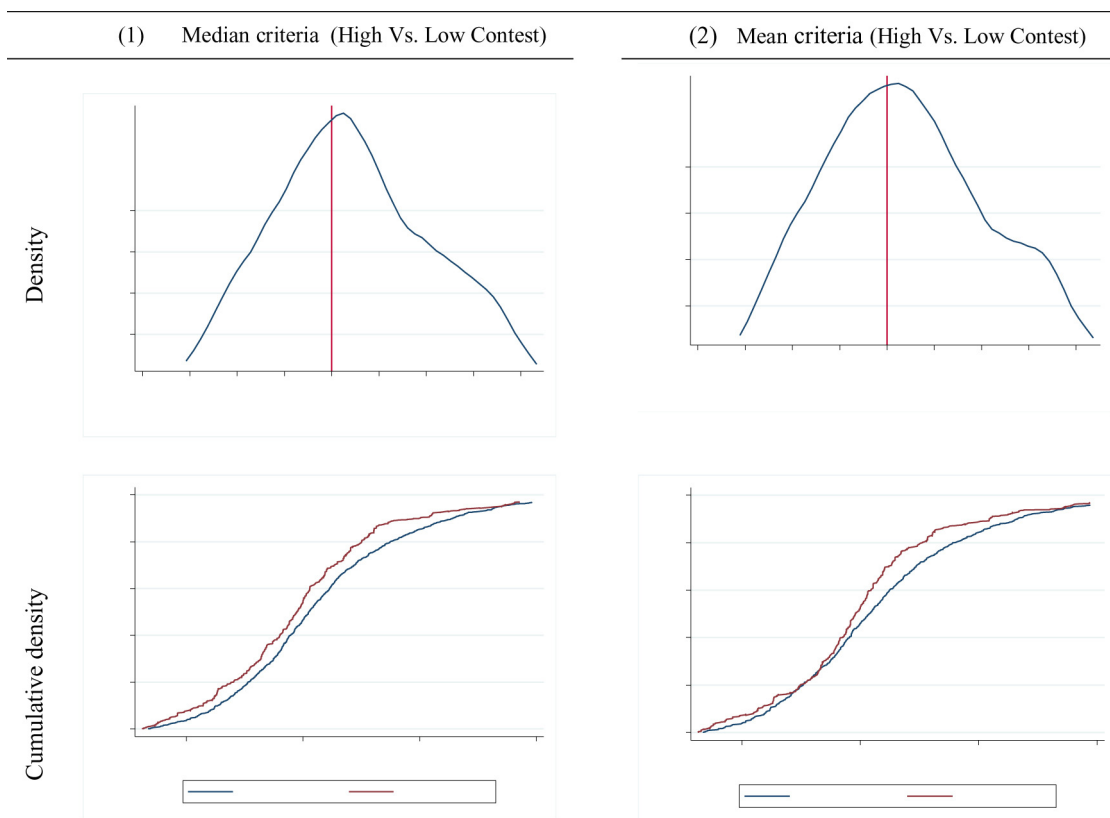 (1) Median criteria (High Vs. Low Contest)
(2) Mean criteria (High Vs. Low Contest)
Density
Cumulative density